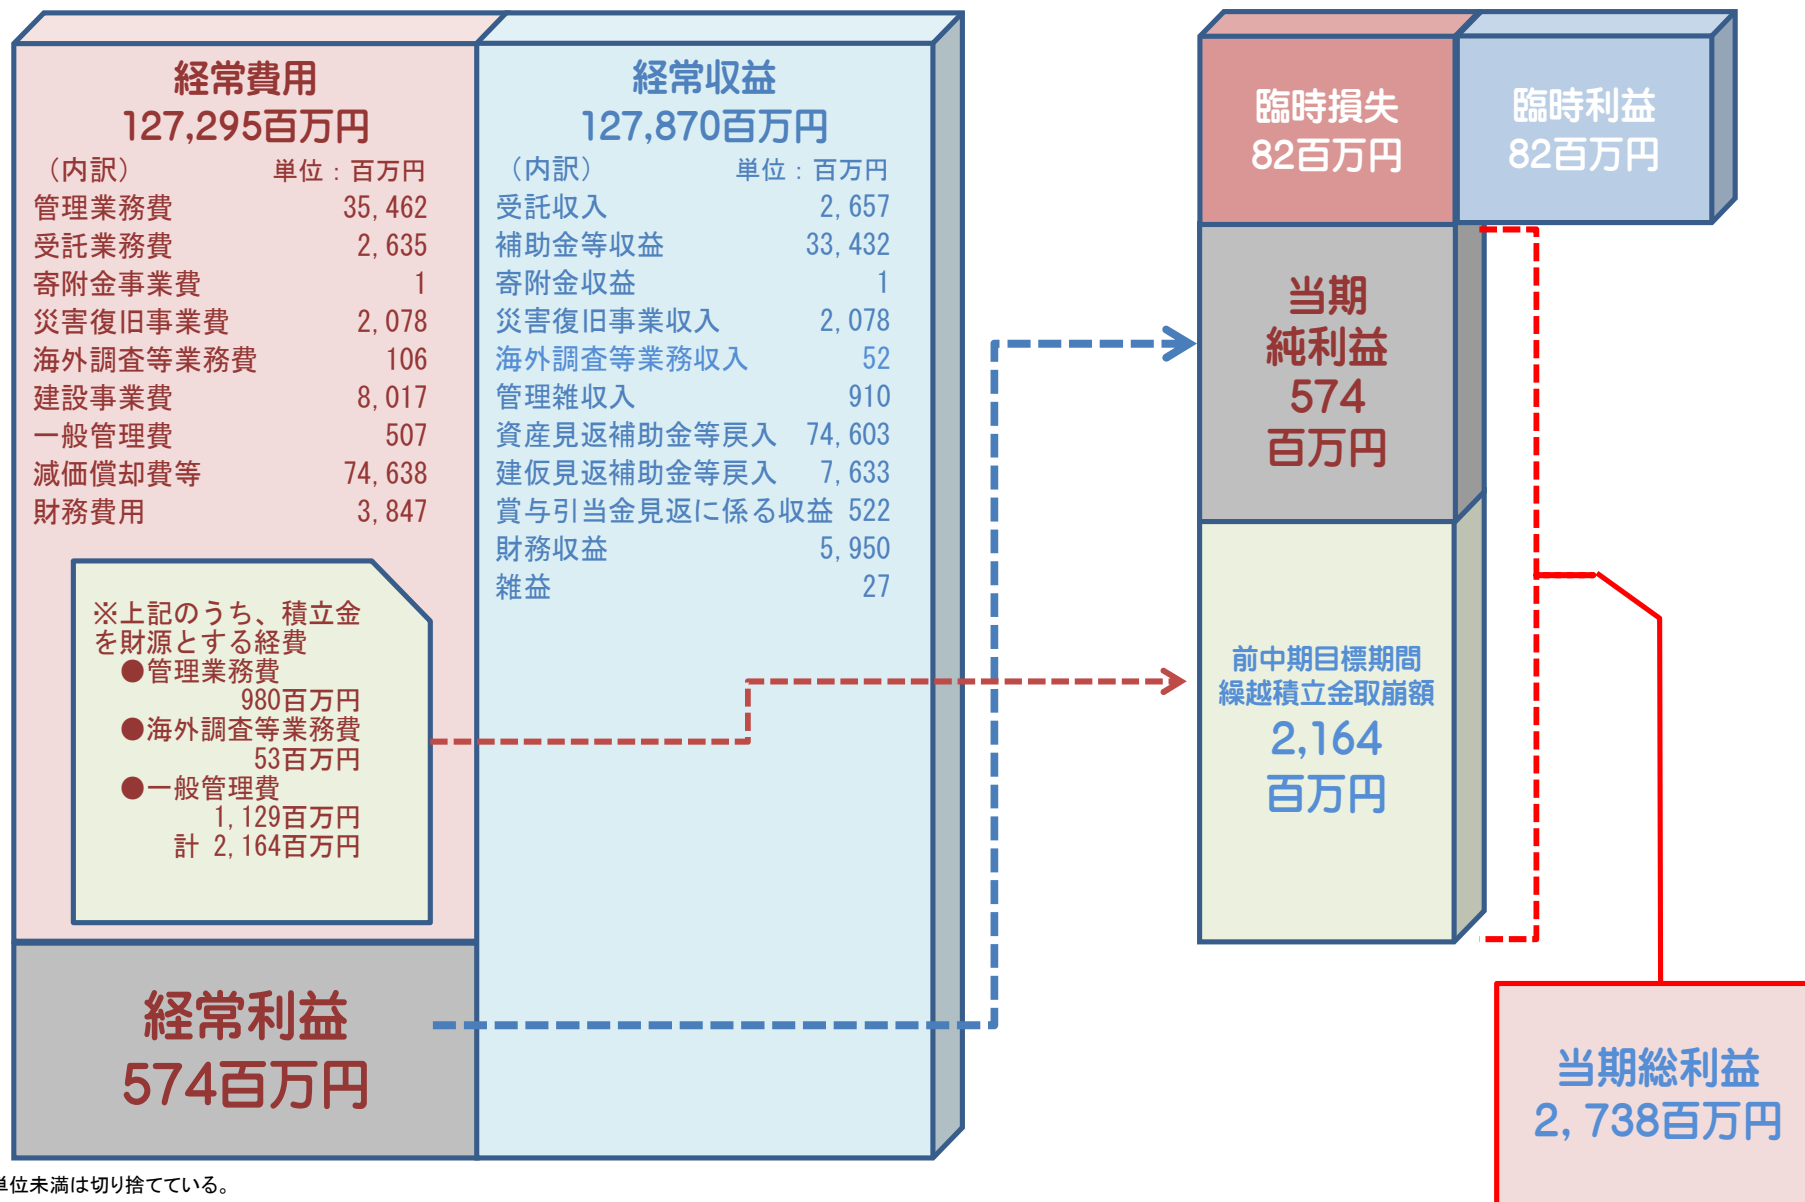 経常費用
127,295百万円
（内訳） 単位：百万円
管理業務費 35,462
受託業務費 2,635
寄附金事業費 1
災害復旧事業費 2,078
海外調査等業務費 106
建設事業費 8,017
一般管理費 507
減価償却費等 74,638
財務費用 3,847
※上記のうち、積立金
を財源とする経費
●管理業務費
980百万円
●海外調査等業務費
53百万円
●一般管理費
1,129百万円
計 2,164百万円
経常利益
574百万円
経常収益
127,870百万円
（内訳） 単位：百万円
受託収入 2,657
補助金等収益 33,432
寄附金収益 1
災害復旧事業収入 2,078
海外調査等業務収入 52
管理雑収入 910
資産見返補助金等戻入 74,603
建仮見返補助金等戻入 7,633
賞与引当金見返に係る収益 522
財務収益 5,950
雑益 27
臨時損失
82百万円
臨時利益
82百万円
当期
純利益
574
百万円
前中期目標期間
繰越積立金取崩額
2,164
百万円
当期総利益
2,738百万円
単位未満は切り捨てている。